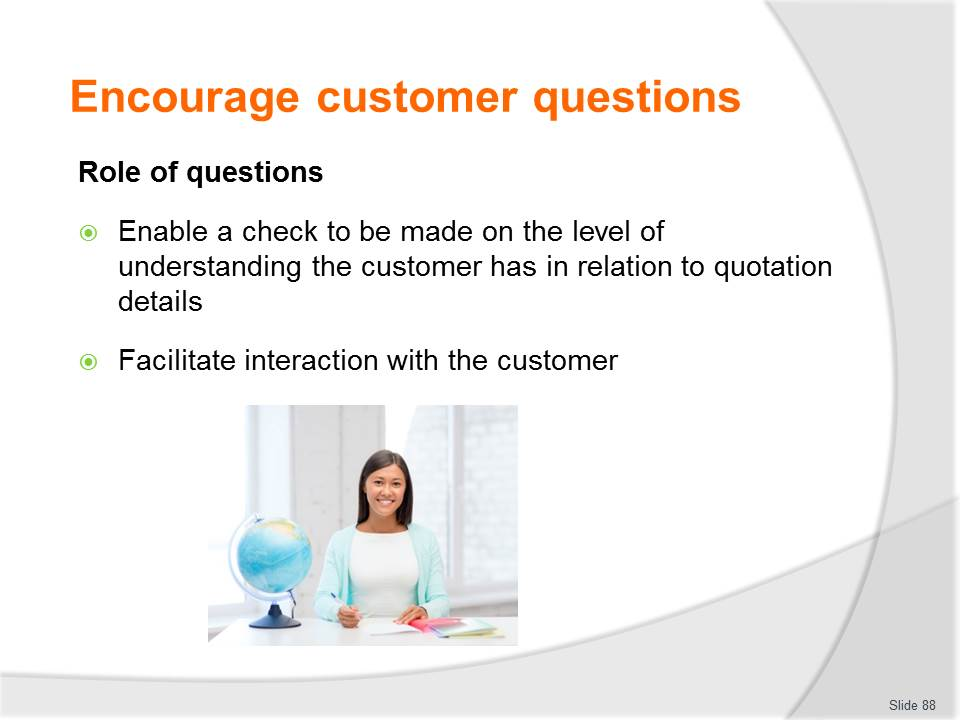 Encourage customer questions
Role of questions
Enable a check to be made on the level of
understanding the customer has in relation to quotation
details
Facilitate interaction with the customer
Slide 88